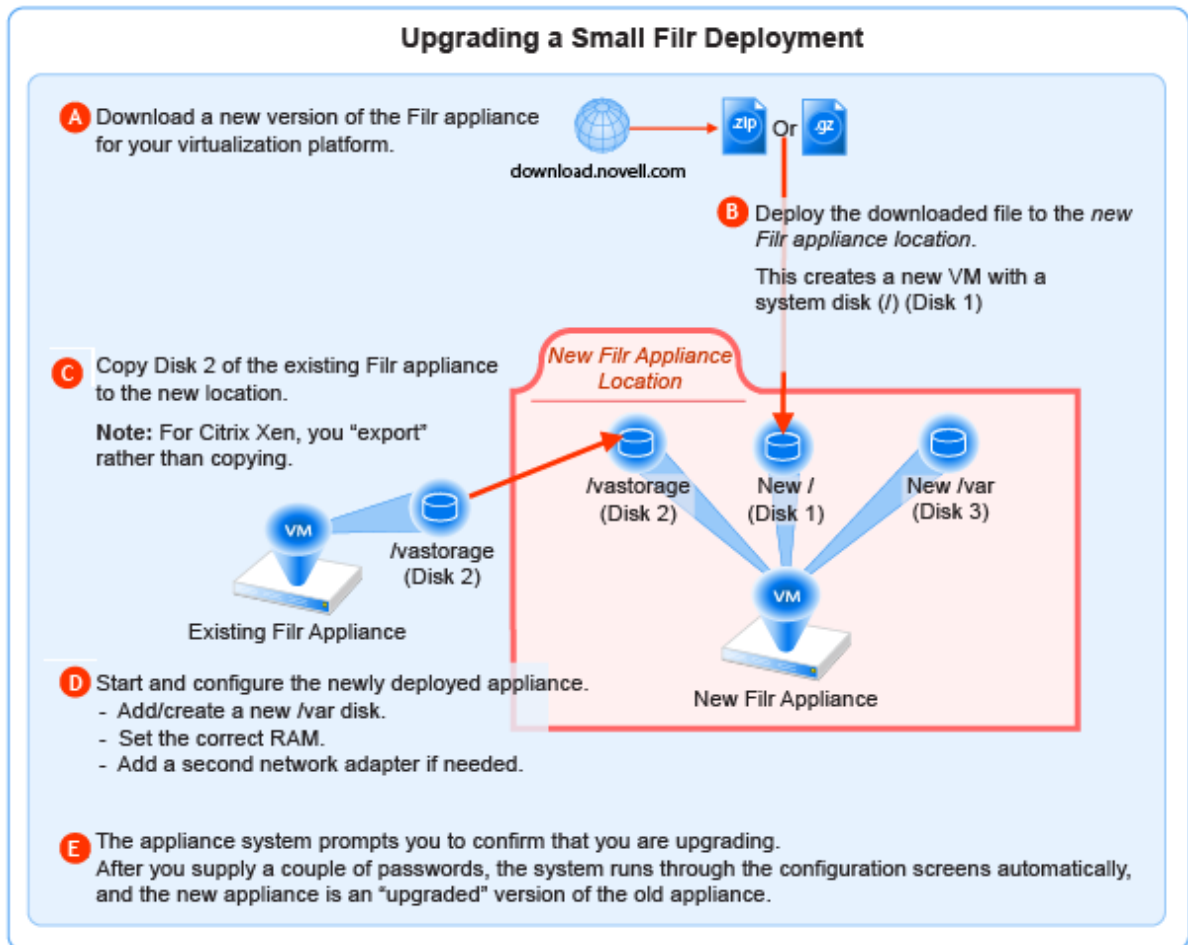 Upgrading a Small Filr Deployment
A Download a new version of the Filr appliance
for your virtualization platform.
download.novell.com
.zip Or .gz
B Deploy the downloaded file to the new
Filr appliance location.
This creates a new VM with a
system disk (/) (Disk 1)
C Copy Disk 2 of the existing Filr appliance
to the new location.
Note: For Citrix Xen, you “export”
rather than copying.
New Filr Appliance
Location
/vastorage
(Disk 2)
New /
(Disk 1)
New /var
(Disk 3)
VM
/vastorage
(Disk 2)
Existing Filr Appliance
VM
New Filr Appliance
D Start and configure the newly deployed appliance.
- Add/create a new /var disk.
- Set the correct RAM.
- Add a second network adapter if needed.
E The appliance system prompts you to confirm that you are upgrading.
After you supply a couple of passwords, the system runs through the configuration screens automatically,
and the new appliance is an “upgraded” version of the old appliance.